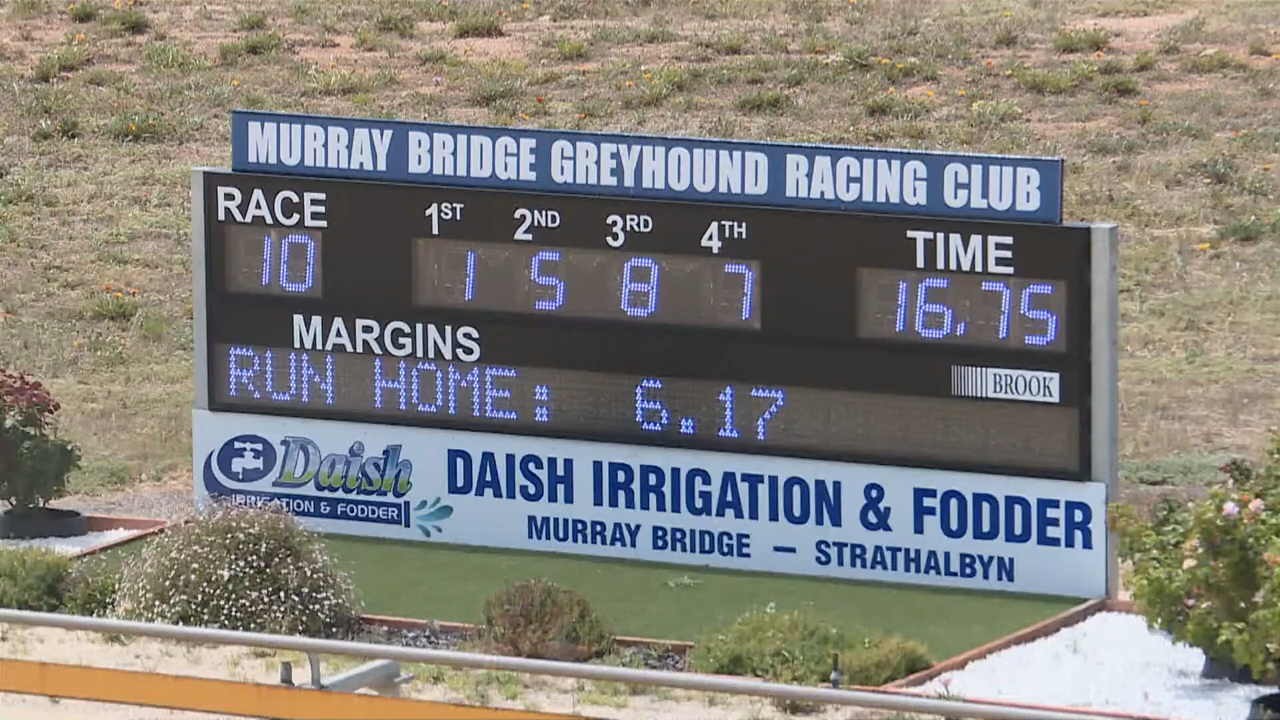 MURRAY BRIDGE GREYHOUND RACING CLUB
RACE 1ST 2ND 3RD 4TH TIME
10 1 5 8 7 16.75
MARGINS
BROOK
RUN HOME: 6.17
Daish
IRRIGATION & FODDER
DAISH IRRIGATION & FODDER
MURRAY BRIDGE – STRATHALBYN